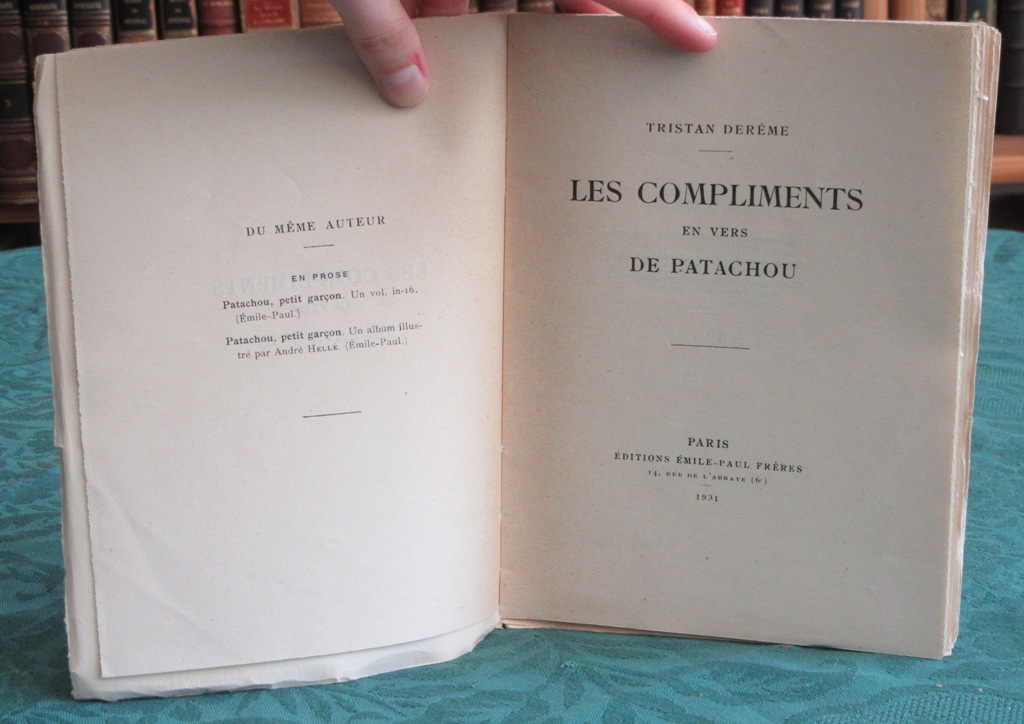 DU MÊME AUTEUR
EN PROSE
Patachou, petit garçon. Un vol. in-16.
(Émile-Paul.)
Patachou, petit garçon. Un album illus-
tré par André HELLE. (Émile-Paul.)
TRISTAN DERÈME
LES COMPLIMENTS
EN VERS
DE PATACHOU
PARIS
ÉDITIONS ÉMILE-PAUL FRÈRES
14, RUE DE L'ABBAYE (6e)
1931